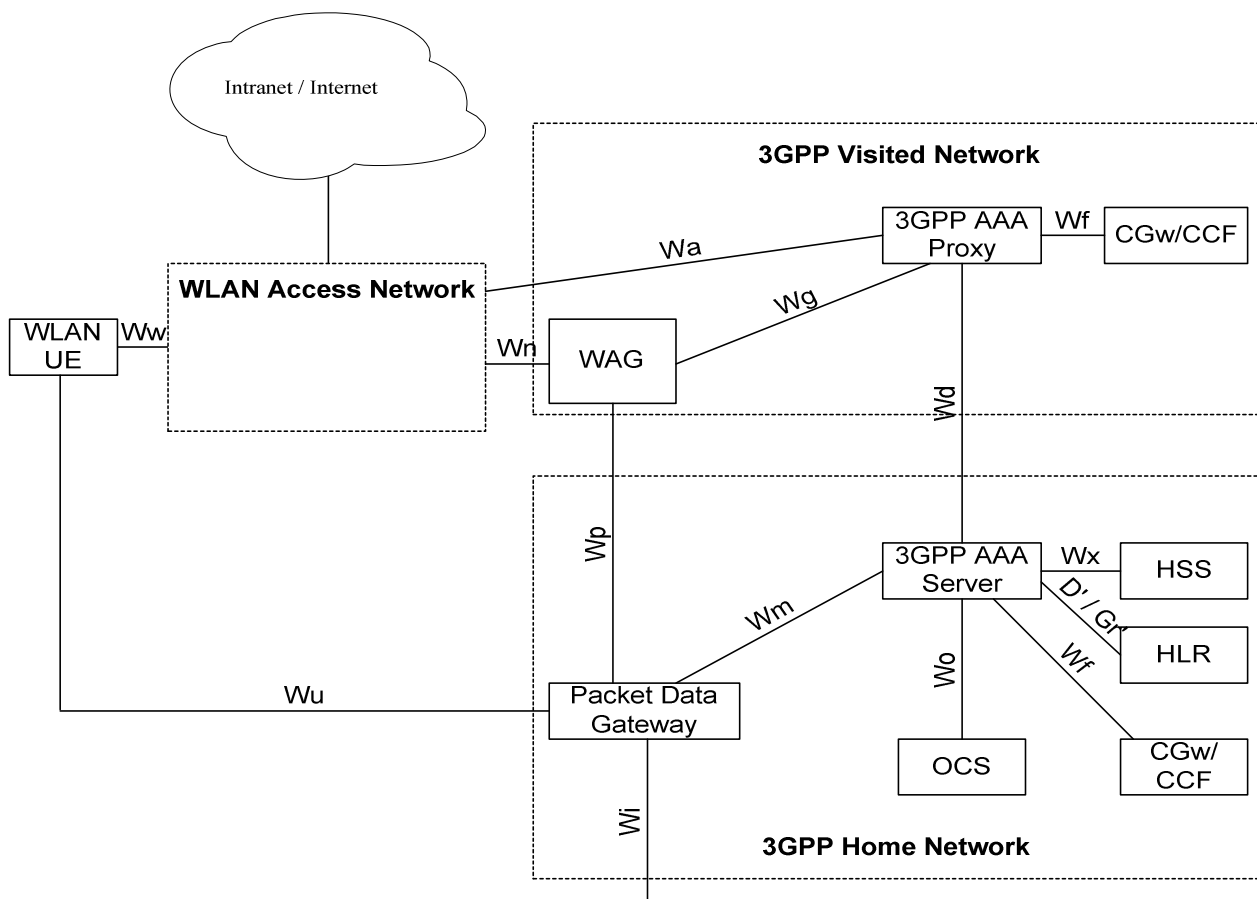 Intranet / Internet
3GPP Visited Network
3GPP AAA
Proxy
Wf
CGw/CCF
Wa
WLAN Access Network
Wg
WLAN
UE
Ww
Wn
WAG
Wd
Wp
3GPP AAA
Server
Wx
HSS
D' / Gr'
HLR
Wm
Wo
Wf
Wu
Packet Data
Gateway
OCS
CGw/
CCF
Wi
3GPP Home Network